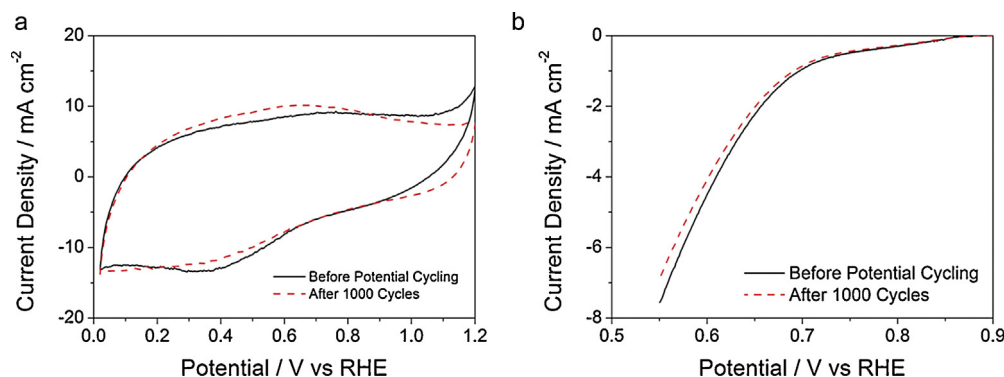 a
20
10
0
-10
-20
Current Density / mA cm-2
Before Potential Cycling
After 1000 Cycles
0.0 0.2 0.4 0.6 0.8 1.0 1.2
Potential / V vs RHE
b
0
-2
-4
-6
-8
Current Density / mA cm-2
Before Potential Cycling
After 1000 Cycles
0.5 0.6 0.7 0.8 0.9
Potential / V vs RHE